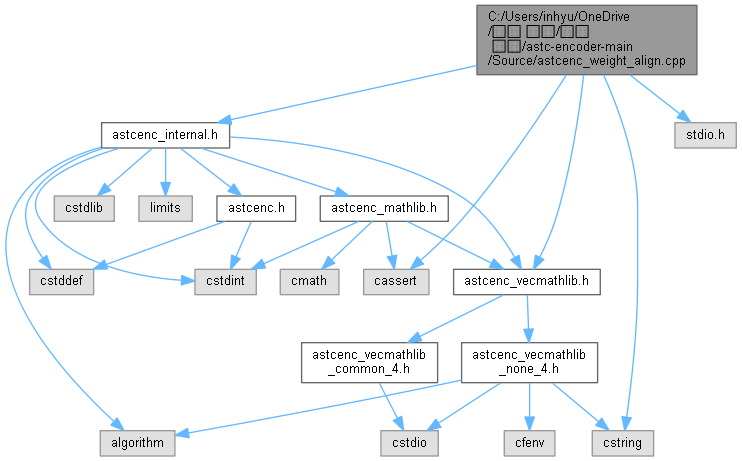 C:/Users/inhyu/OneDrive
/astc-encoder-main
/Source/astcenc_weight_align.cpp
astcenc_internal.h
stdio.h
cstdlib
limits
astcenc.h
astcenc_mathlib.h
cstddef
cstdint
cmath
cassert
astcenc_vecmathlib.h
astcenc_vecmathlib
_common_4.h
astcenc_vecmathlib
_none_4.h
algorithm
cstdio
cfenv
cstring